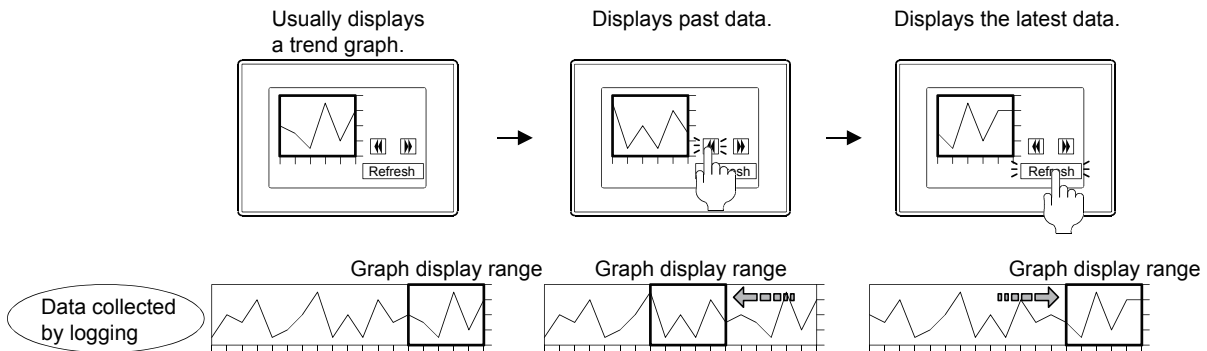 Usually displays
a trend graph.
Displays past data.
Displays the latest data.
Refresh
esh
Refresh
Graph display range
Graph display range
Graph display range
Data collected
by logging